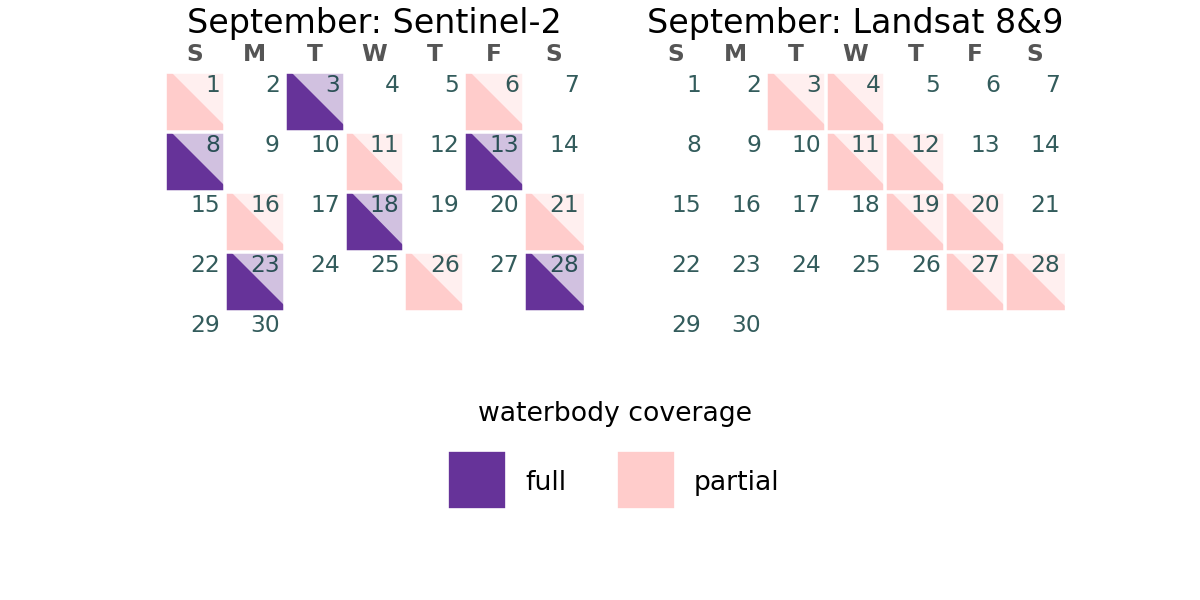 September: Sentinel-2
S M T W T F S
1 2 3 4 5 6 7
8 9 10 11 12 13 14
15 16 17 18 19 20 21
22 23 24 25 26 27 28
29 30
September: Landsat 8&9
S M T W T F S
1 2 3 4 5 6 7
8 9 10 11 12 13 14
15 16 17 18 19 20 21
22 23 24 25 26 27 28
29 30
waterbody coverage
full partial